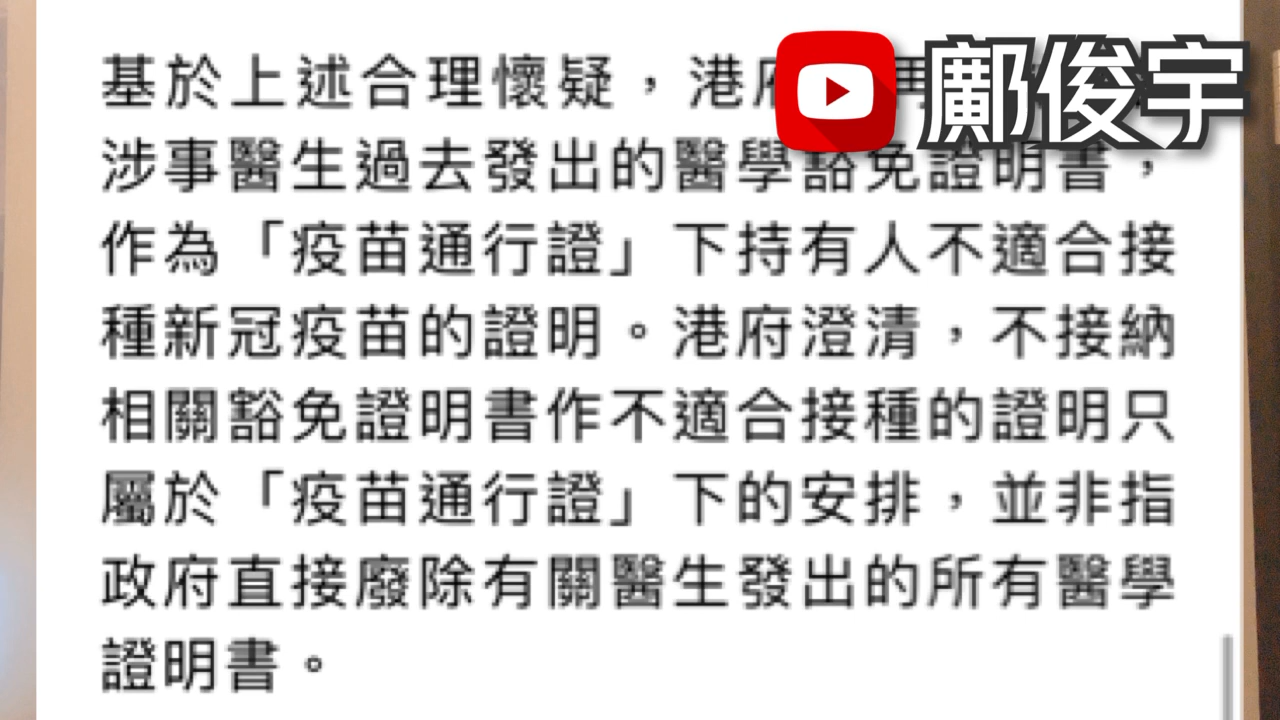 鄺俊宇
基於上述合理懷疑，港府再
涉事醫生過去發出的醫學豁免證明書，
作為「疫苗通行證」下持有人不適合接
種新冠疫苗的證明。港府澄清，不接納
相關豁免證明書作不適合接種的證明只
屬於「疫苗通行證」下的安排，並非指
政府直接廢除有關醫生發出的所有醫學
證明書。